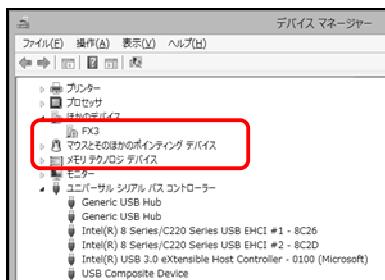 デバイス マネージャー
ファイル(F) 操作(A) 表示(V) ヘルプ(H)
プリンター
プロセッサ
ほかのデバイス
FX3
マウスとそのほかのポインティング デバイス
メモリ テクノロジ デバイス
モニター
ユニバーサル シリアル バス コントローラー
Generic USB Hub
Generic USB Hub
Intel(R) 8 Series/C220 Series USB EHCI #1 - 8C26
Intel(R) 8 Series/C220 Series USB EHCI #2 - 8C2D
Intel(R) USB 3.0 eXtensible Host Controller - 0100 (Microsoft)
USB Composite Device